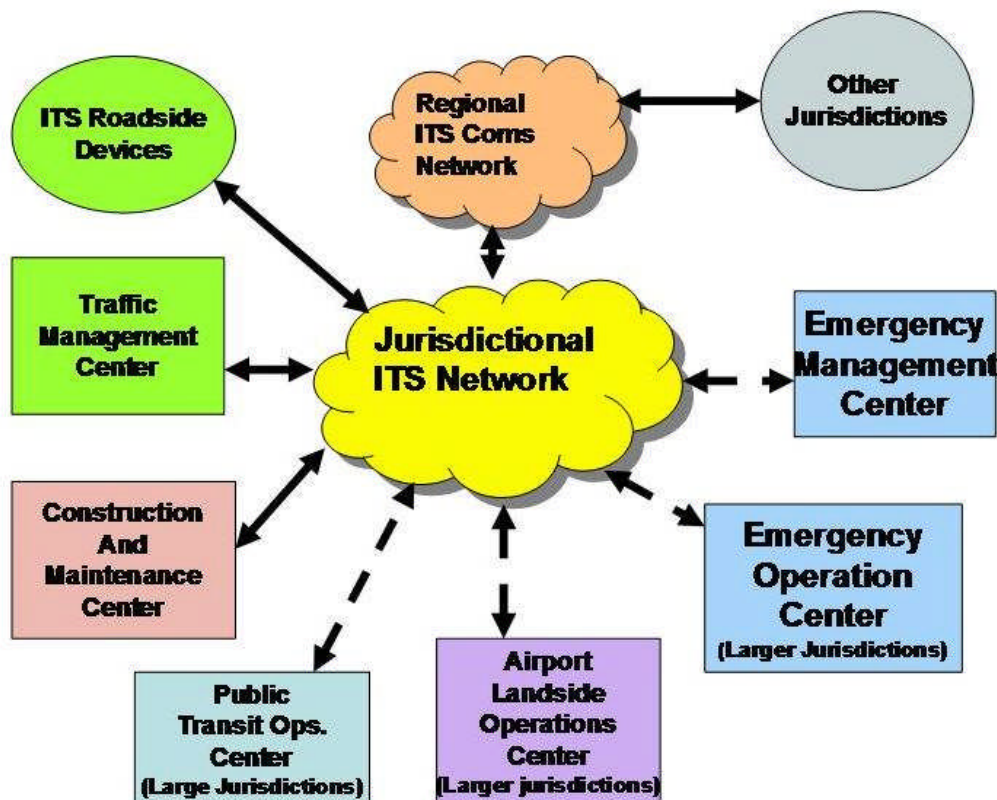 ITS Roadside
Devices
Regional
ITS Coms
Network
Other
Jurisdictions
Traffic
Management
Center
Jurisdictional
ITS Network
Emergency
Management
Center
Construction
And
Maintenance
Center
Emergency
Operation
Center
(Larger Jurisdictions)
Public
Transit Ops.
Center
(Large Jurisdictions)
Airport
Landside
Operations
Center
(Larger jurisdictions)